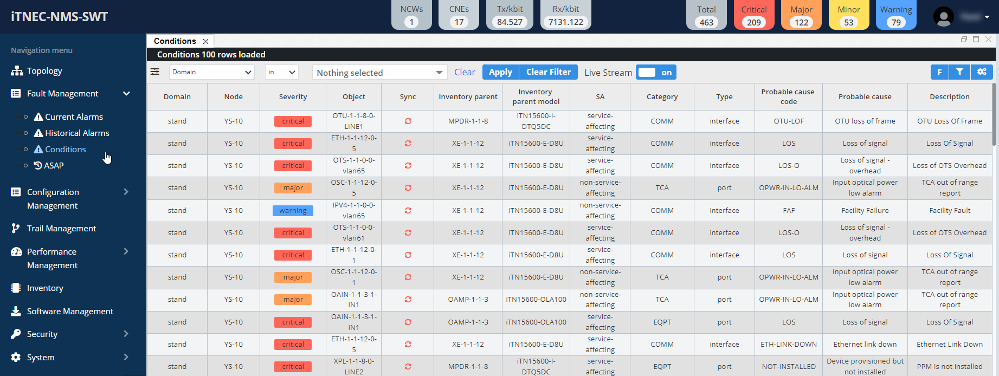 iTNEC-NMS-SWT
NCWs
1
CNEs
17
Tx/kbit
84.527
Rx/kbit
7131.122
Total
463
Critical
209
Major
122
Minor
53
Warning
79
Navigation menu
Topology
Fault Management
Current Alarms
Historical Alarms
Conditions
ASAP
Configuration
Management
Trail Management
Performance
Management
Inventory
Software Management
Security
System
Conditions
Conditions 100 rows loaded
Domain in Nothing selected Clear Apply Clear Filter Live Stream on F
Domain Node Severity Object Sync Inventory parent Inventory parent model SA Category Type Probable cause code Probable cause Description
stand YS-10 critical OTU-1-1-8-0-LINE1 MPDR-1-1-8 iTN15600-I-DTQ5DC service-affecting COMM interface OTU-LOF OTU loss of frame OTU Loss Of Frame
stand YS-10 critical ETH-1-1-12-0-5 XE-1-1-12 iTN15600-E-D8U service-affecting COMM interface LOS Loss of signal Loss Of Signal
stand YS-10 critical OTS-1-1-0-0-vlan65 XE-1-1-12 iTN15600-E-D8U service-affecting COMM interface LOS-O Loss of signal - overhead Loss of OTS Overhead
stand YS-10 major OSC-1-1-12-0-5 XE-1-1-12 iTN15600-E-D8U non-service-affecting TCA port OPWR-IN-LO-ALM Input optical power low alarm TCA out of range report
stand YS-10 warning IPV4-1-1-0-0-vlan65 XE-1-1-12 iTN15600-E-D8U non-service-affecting COMM interface FAF Facility Failure Facility Fault
stand YS-10 critical OTS-1-1-0-0-vlan61 XE-1-1-12 iTN15600-E-D8U service-affecting COMM interface LOS-O Loss of signal - overhead Loss of OTS Overhead
stand YS-10 critical ETH-1-1-12-0-1 XE-1-1-12 iTN15600-E-D8U service-affecting COMM interface LOS Loss of signal Loss Of Signal
stand YS-10 major OSC-1-1-12-0-1 XE-1-1-12 iTN15600-E-D8U non-service-affecting TCA port OPWR-IN-LO-ALM Input optical power low alarm TCA out of range report
stand YS-10 major OAIN-1-1-3-1-IN1 OAMP-1-1-3 iTN15600-OLA100 non-service-affecting TCA port OPWR-IN-LO-ALM Input optical power low alarm TCA out of range report
stand YS-10 critical OAIN-1-1-3-1-IN1 OAMP-1-1-3 iTN15600-OLA100 service-affecting EQPT port LOS Loss of signal Loss Of Signal
stand YS-10 critical ETH-1-1-12-0-5 XE-1-1-12 iTN15600-E-D8U service-affecting COMM interface ETH-LINK-DOWN Ethernet link down Ethernet Link Down
stand YS-10 critical XPL-1-1-8-0-LINE2 MPDR-1-1-8 iTN15600-I-DTQ5DC service-affecting EQPT port NOT-INSTALLED Device provisioned but not installed PPM is not installed